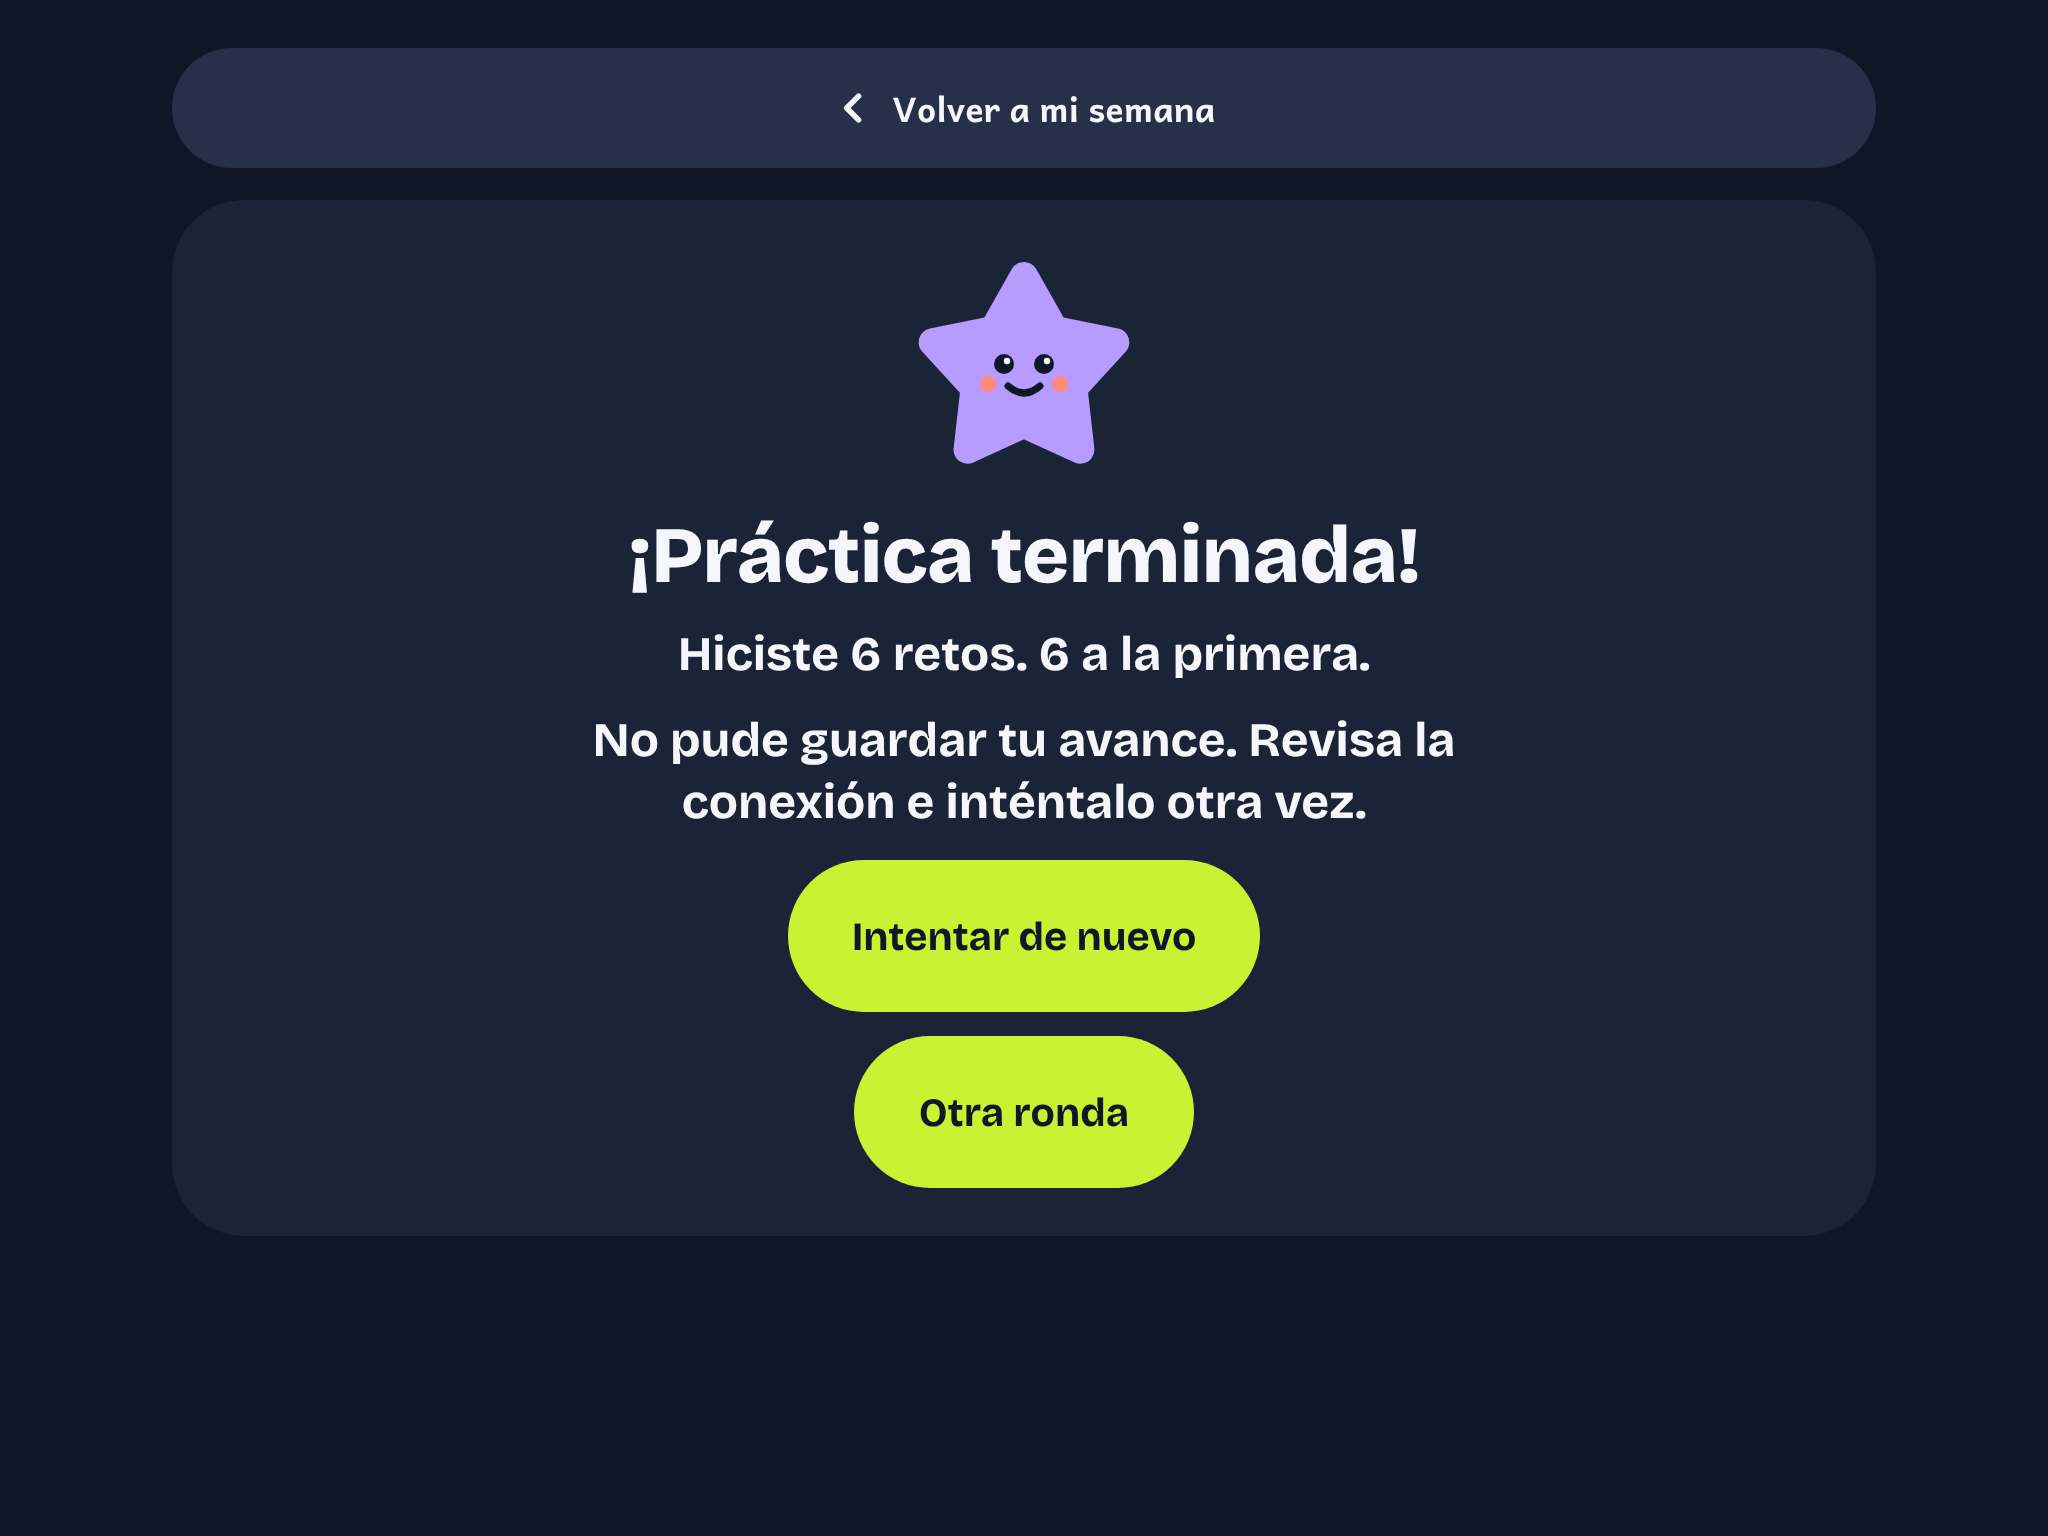 Volver a mi semana
¡Práctica terminada!
Hiciste 6 retos. 6 a la primera.
No pude guardar tu avance. Revisa la
conexión e inténtalo otra vez.
Intentar de nuevo
Otra ronda